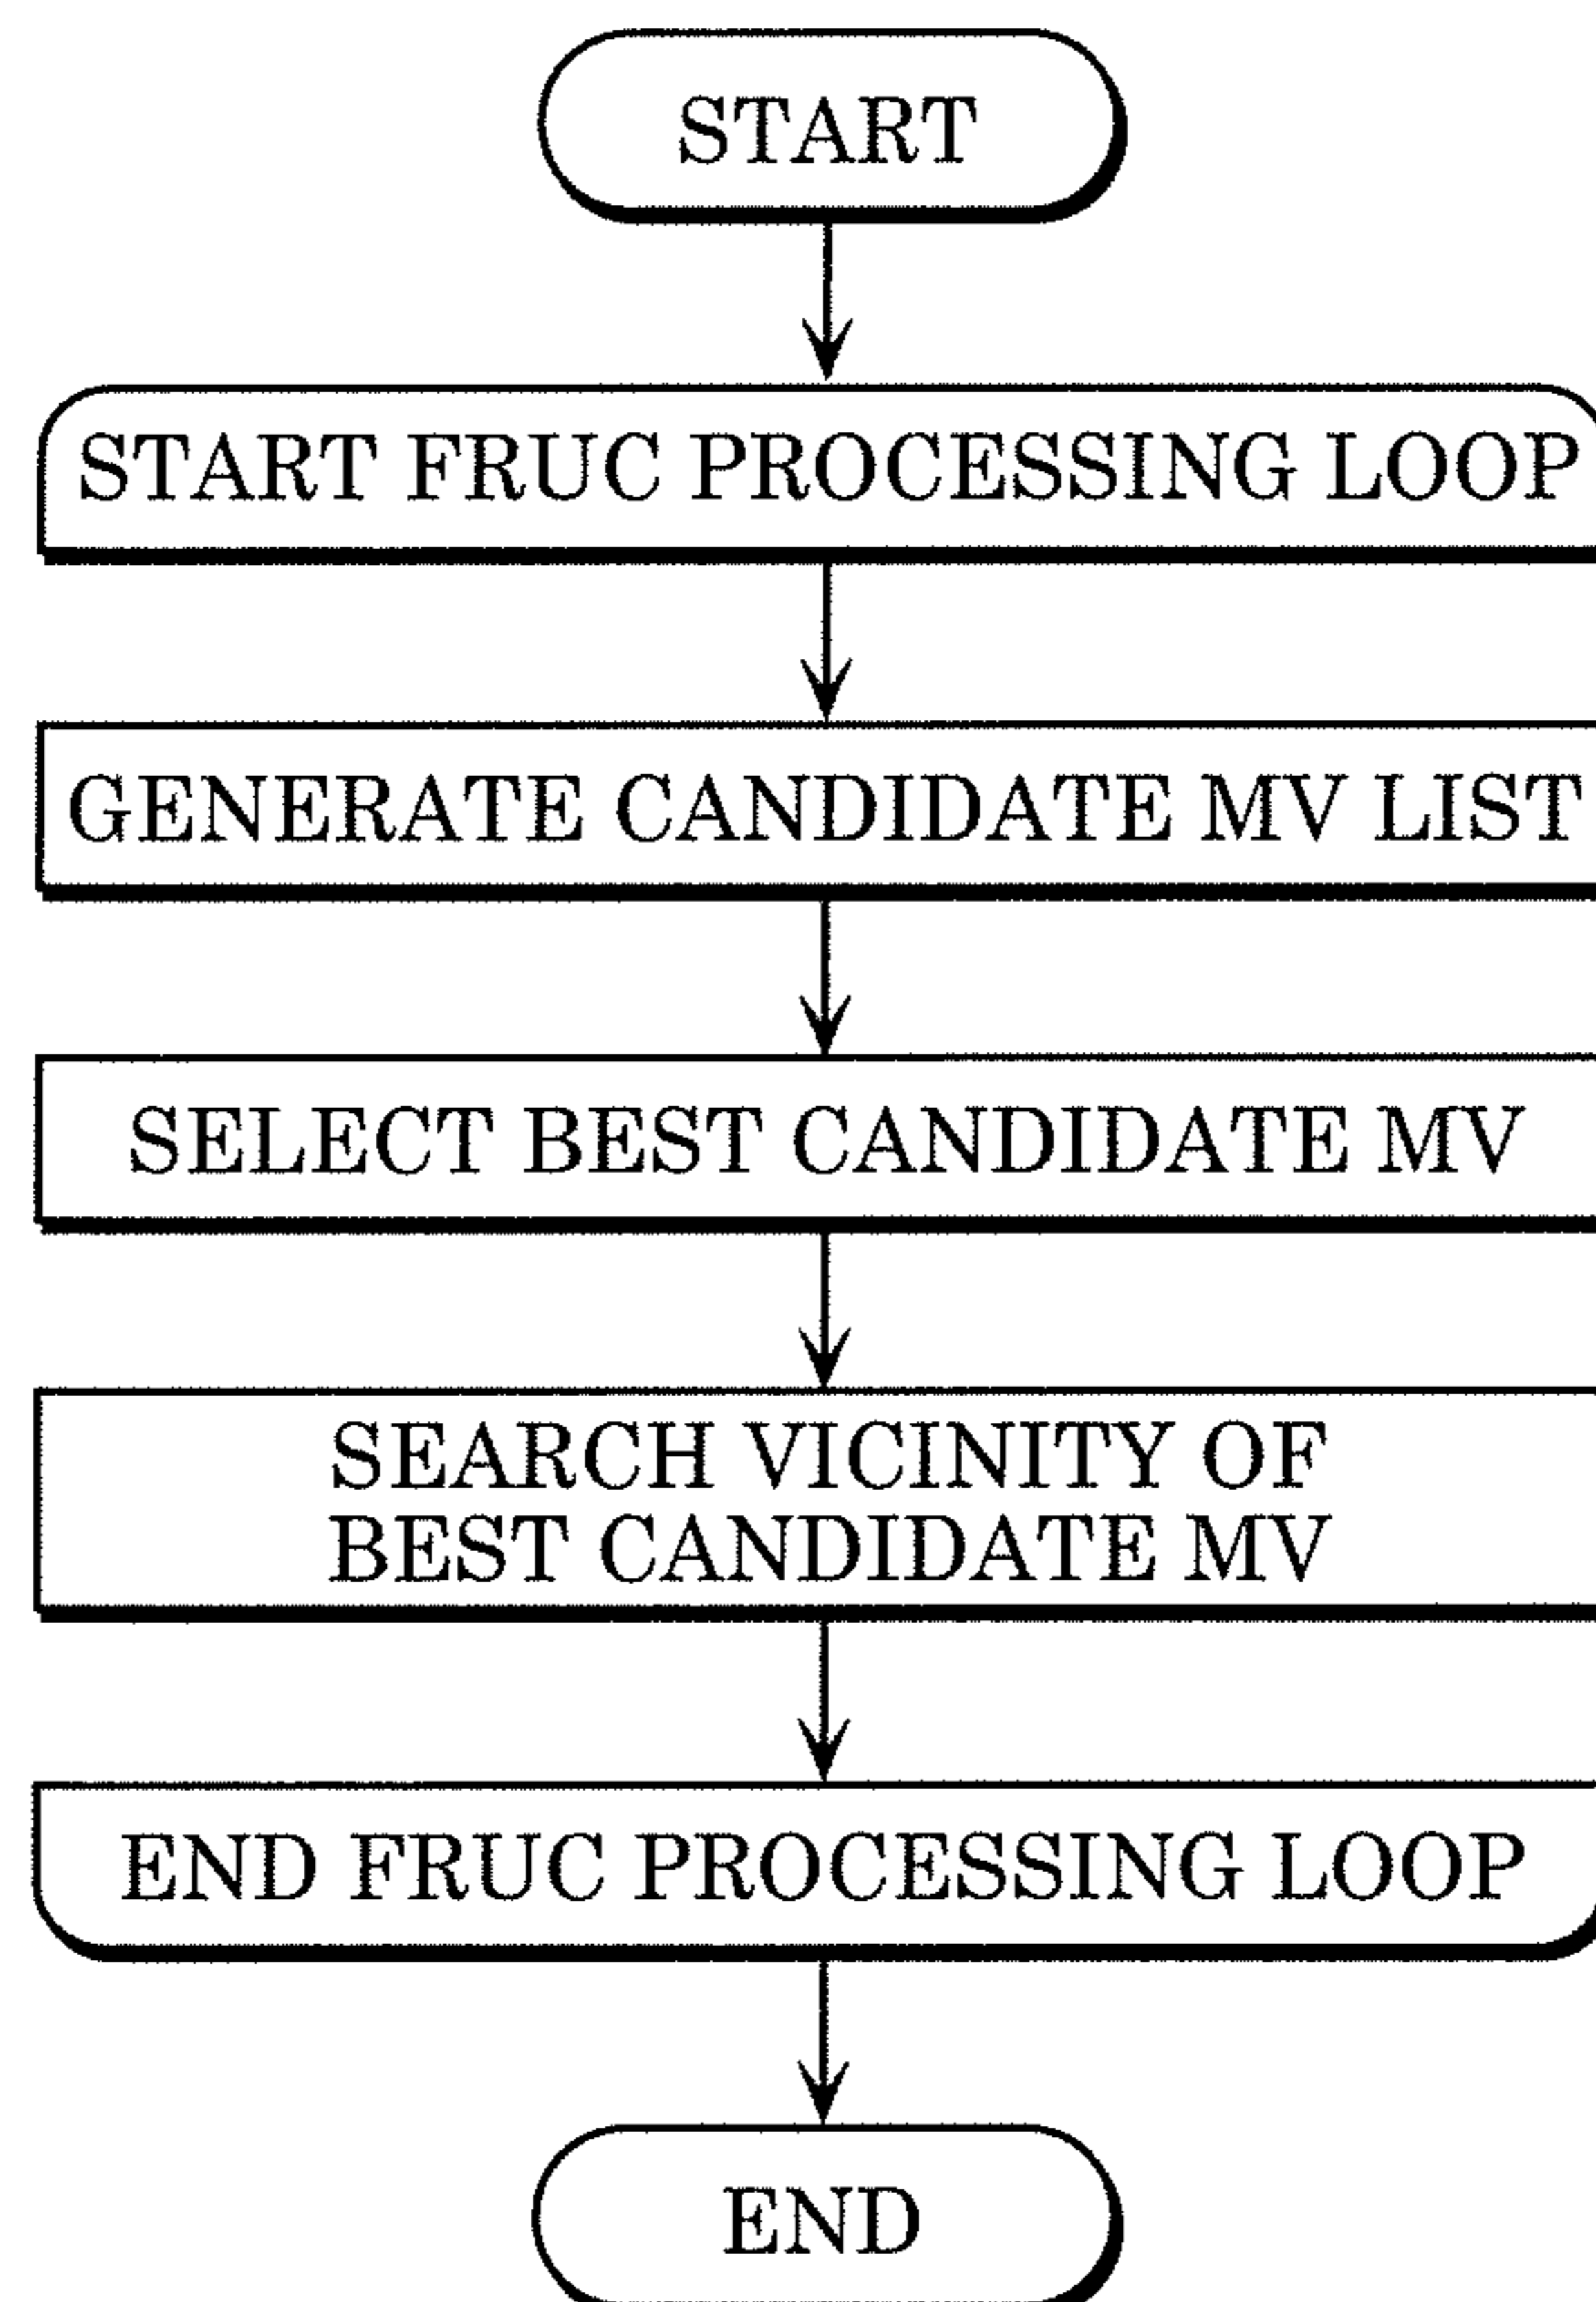 START
START FRUC PROCESSING LOOP
GENERATE CANDIDATE MV LIST
SELECT BEST CANDIDATE MV
SEARCH VICINITY OF
BEST CANDIDATE MV
END FRUC PROCESSING LOOP
END